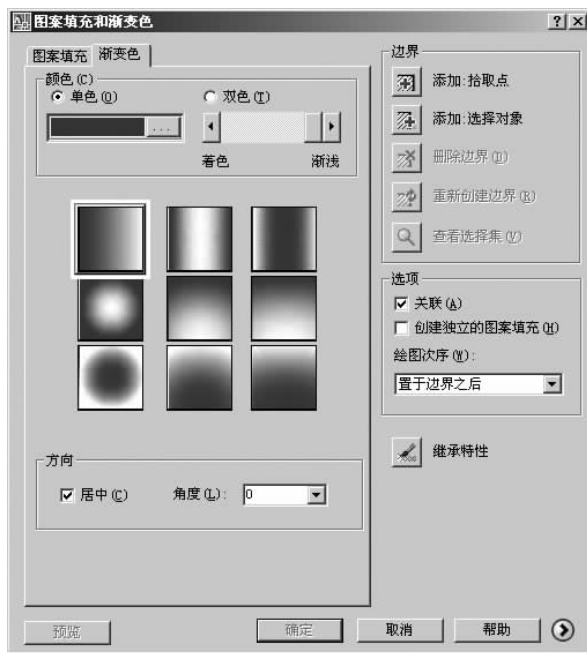 图案填充和渐变色
图案填充 渐变色
颜色(C)
单色(O) 双色(T)
...
着色 渐浅
方向
居中(C) 角度(L): 0
边界
添加:拾取点
添加:选择对象
删除边界(D)
重新创建边界(R)
查看选择集(V)
选项
关联(A)
创建独立的图案填充(H)
绘图次序(W):
置于边界之后
继承特性
预览 确定 取消 帮助